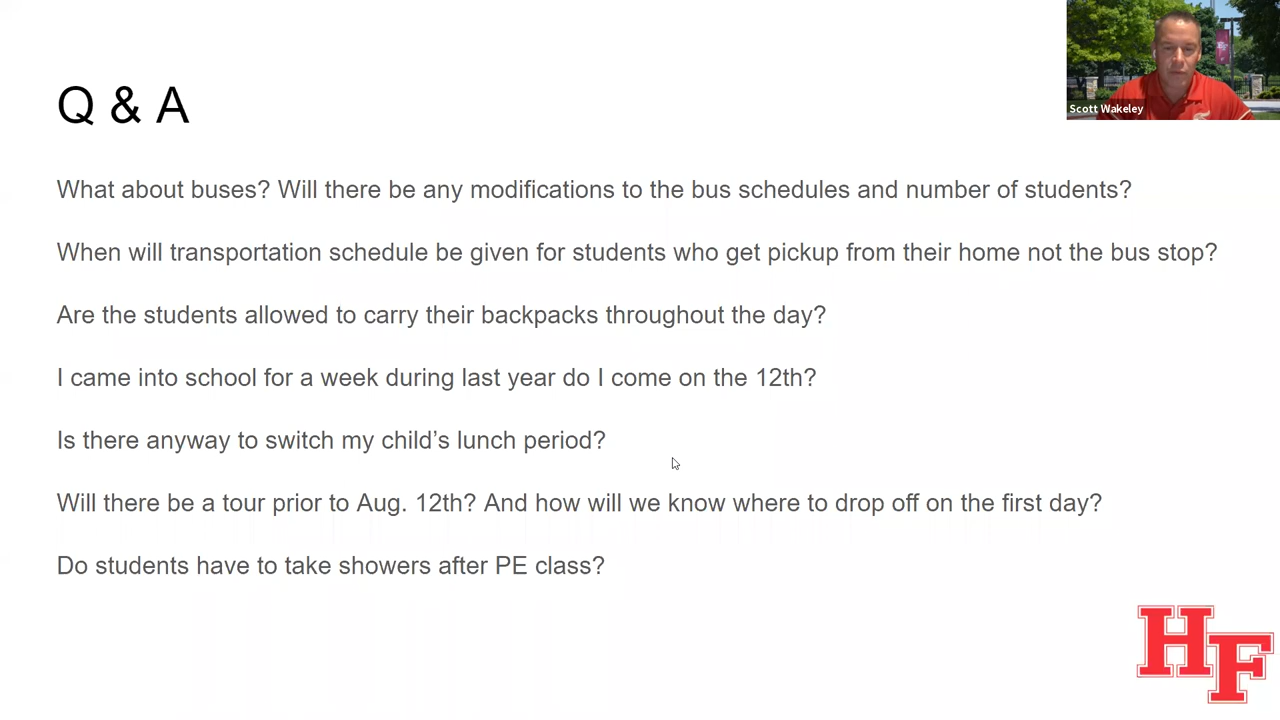 Q & A
Scott Wakeley
What about buses? Will there be any modifications to the bus schedules and number of students?
When will transportation schedule be given for students who get pickup from their home not the bus stop?
Are the students allowed to carry their backpacks throughout the day?
I came into school for a week during last year do I come on the 12th?
Is there anyway to switch my child’s lunch period?
Will there be a tour prior to Aug. 12th? And how will we know where to drop off on the first day?
Do students have to take showers after PE class?
HF